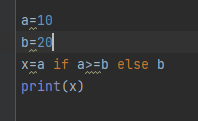 a=10
b=20
x=a if a>=b else b
print(x)